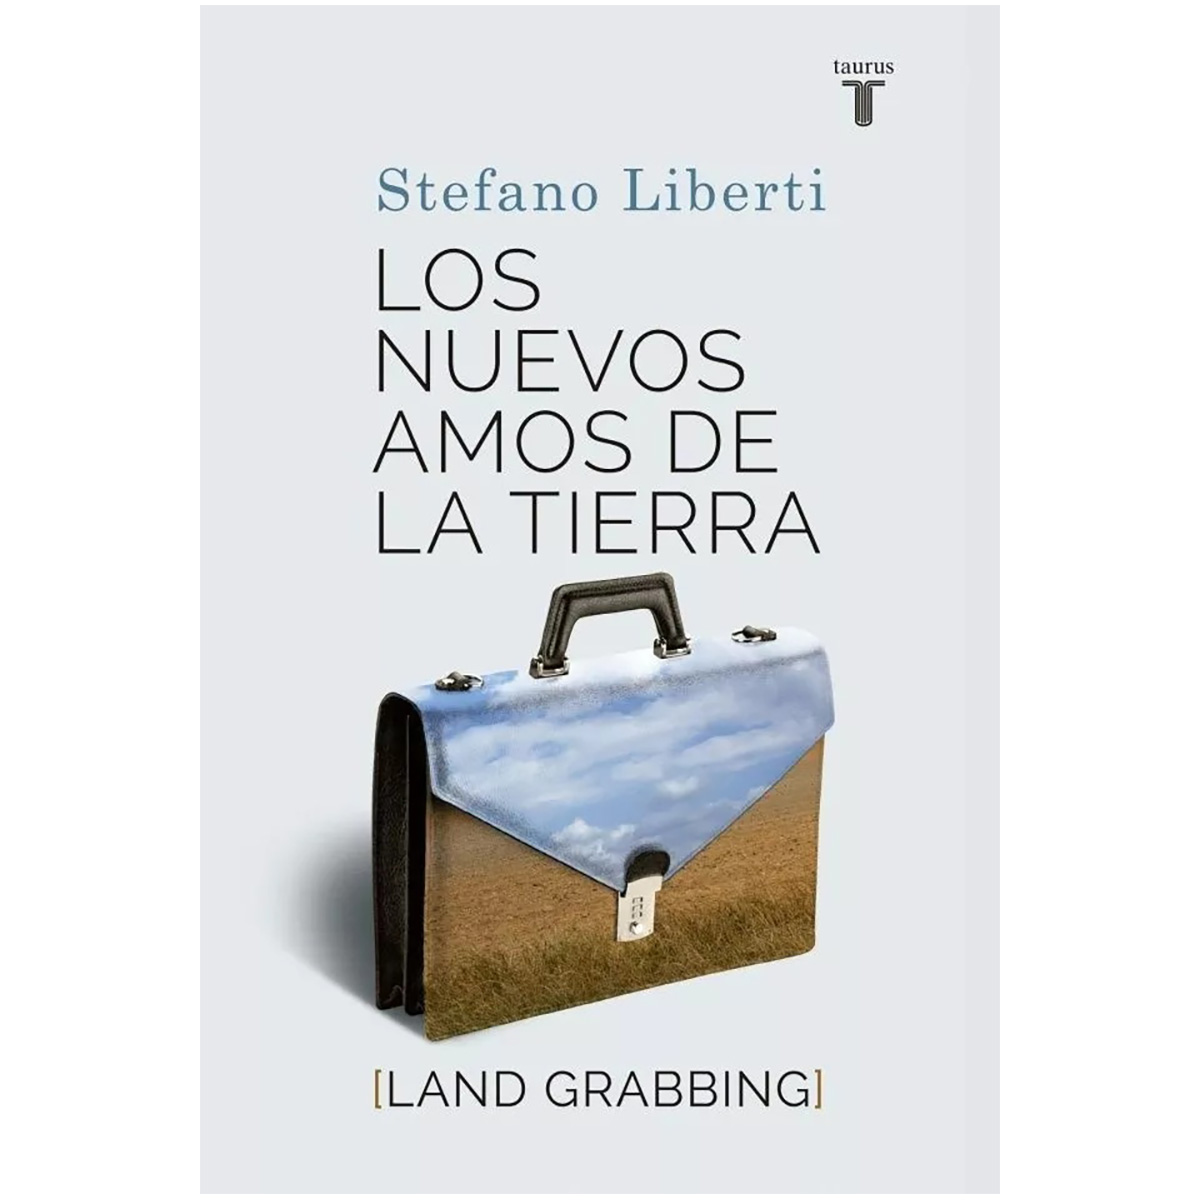 taurus
Stefano Liberti
LOS
NUEVOS
AMOS DE
LA TIERRA
[LAND GRABBING]